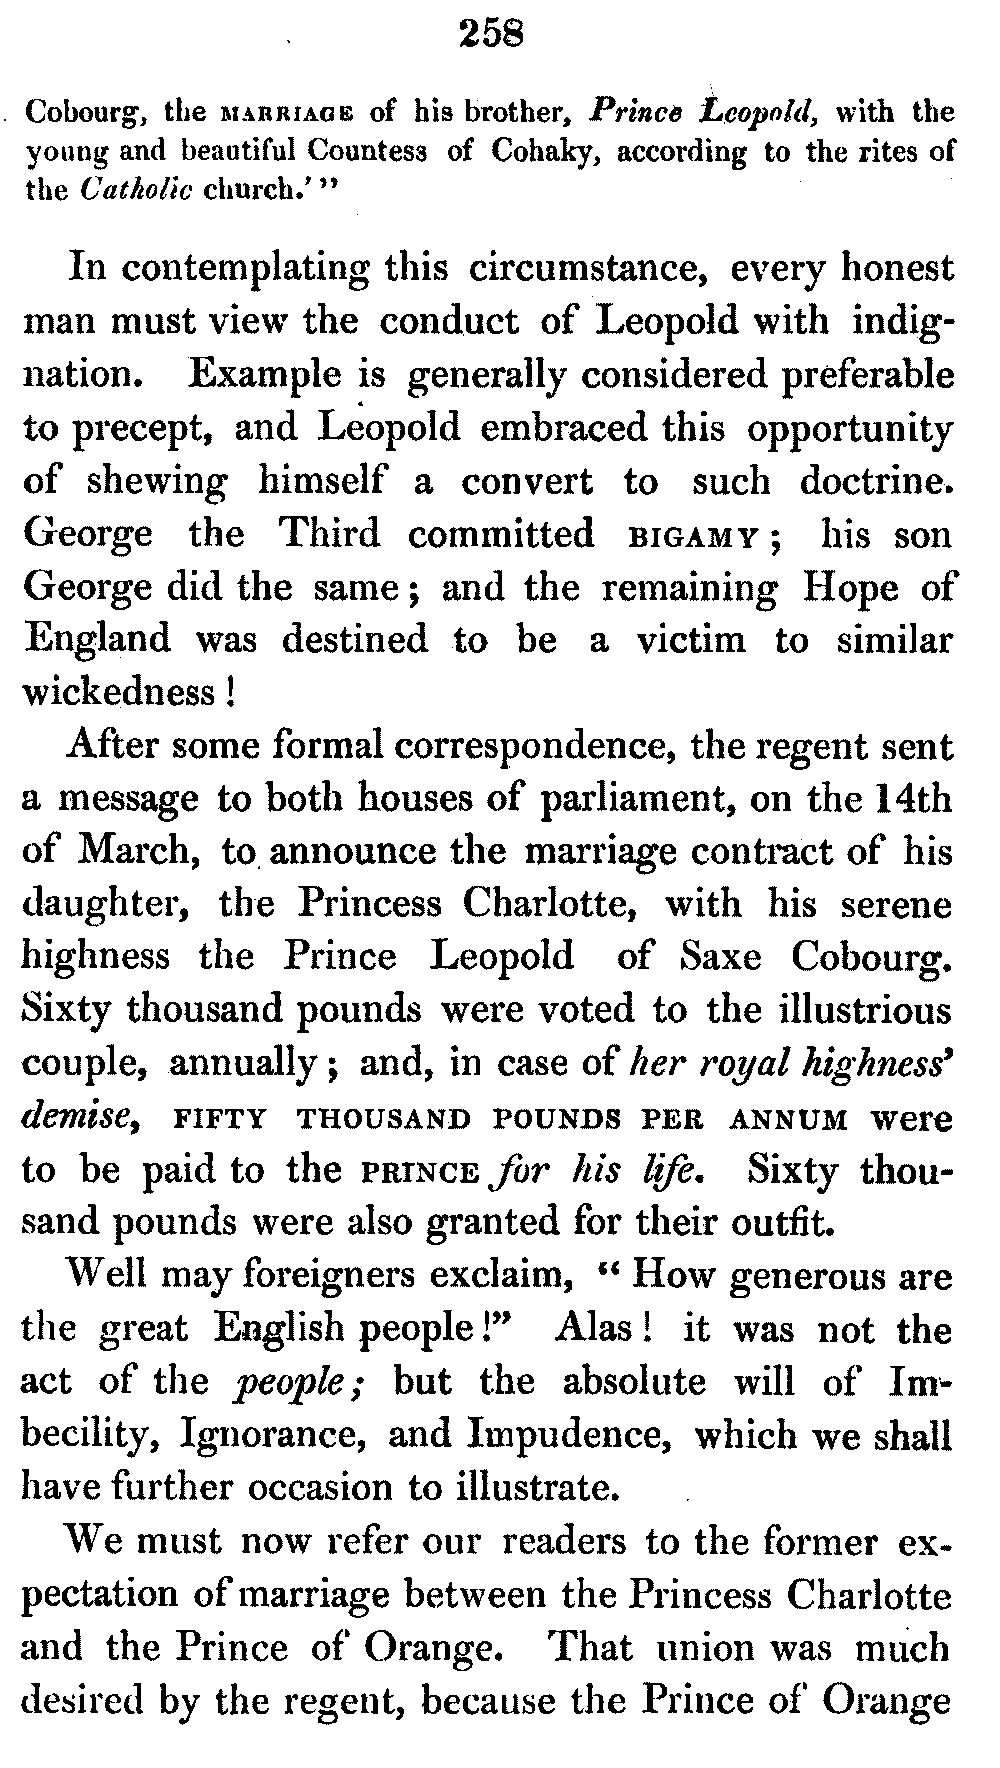 258
Cobourg, the MARRIAGE of his brother, Prince Leopold, with the
young and beautiful Countess of Cohaky, according to the rites of
the Catholic church.' "
In contemplating this circumstance, every honest
man must view the conduct of Leopold with indig-
nation. Example is generally considered preferable
to precept, and Leopold embraced this opportunity
of shewing himself a convert to such doctrine.
George the Third committed BIGAMY; his son
George did the same; and the remaining Hope of
England was destined to be a victim to similar
wickedness!
After some formal correspondence, the regent sent
a message to both houses of parliament, on the 14th
of March, to announce the marriage contract of his
daughter, the Princess Charlotte, with his serene
highness the Prince Leopold of Saxe Cobourg.
Sixty thousand pounds were voted to the illustrious
couple, annually; and, in case of her royal highness'
demise, FIFTY THOUSAND POUNDS PER ANNUM were
to be paid to the PRINCE for his life. Sixty thou-
sand pounds were also granted for their outfit.
Well may foreigners exclaim, "How generous are
the great English people!" Alas! it was not the
act of the people; but the absolute will of Im-
becility, Ignorance, and Impudence, which we shall
have further occasion to illustrate.
We must now refer our readers to the former ex-
pectation of marriage between the Princess Charlotte
and the Prince of Orange. That union was much
desired by the regent, because the Prince of Orange